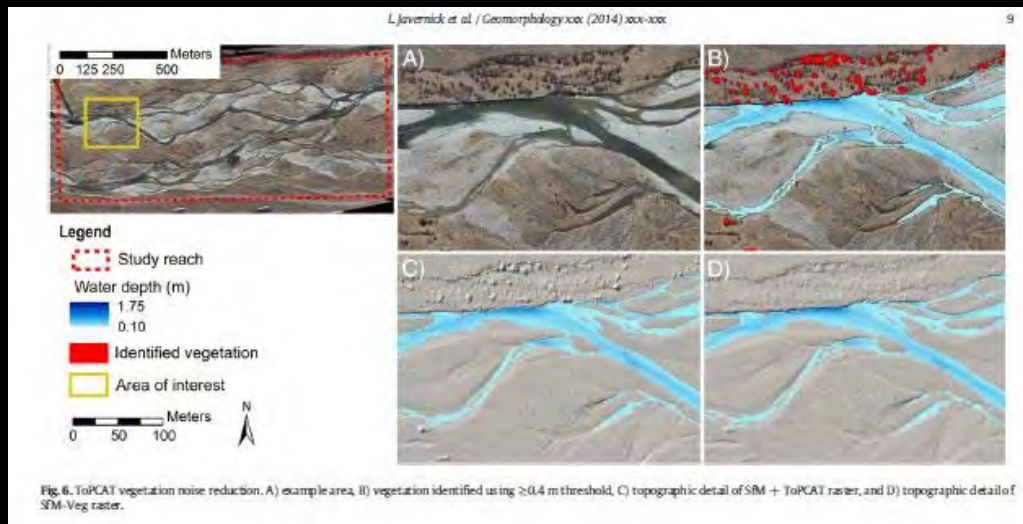 L. Javernick et al. / Geomorphology xxx (2014) xxx–xxx
9
Meters
0 125 250 500
A)
B)
Legend
Study reach
Water depth (m)
1.75
0.10
Identified vegetation
Area of interest
Meters
0 50 100
N
C)
D)
Fig. 6. ToPCAT vegetation noise reduction. A) example area, B) vegetation identified using ≥0.4 m threshold, C) topographic detail of SfM + ToPCAT raster, and D) topographic detail of
SfM–Veg raster.